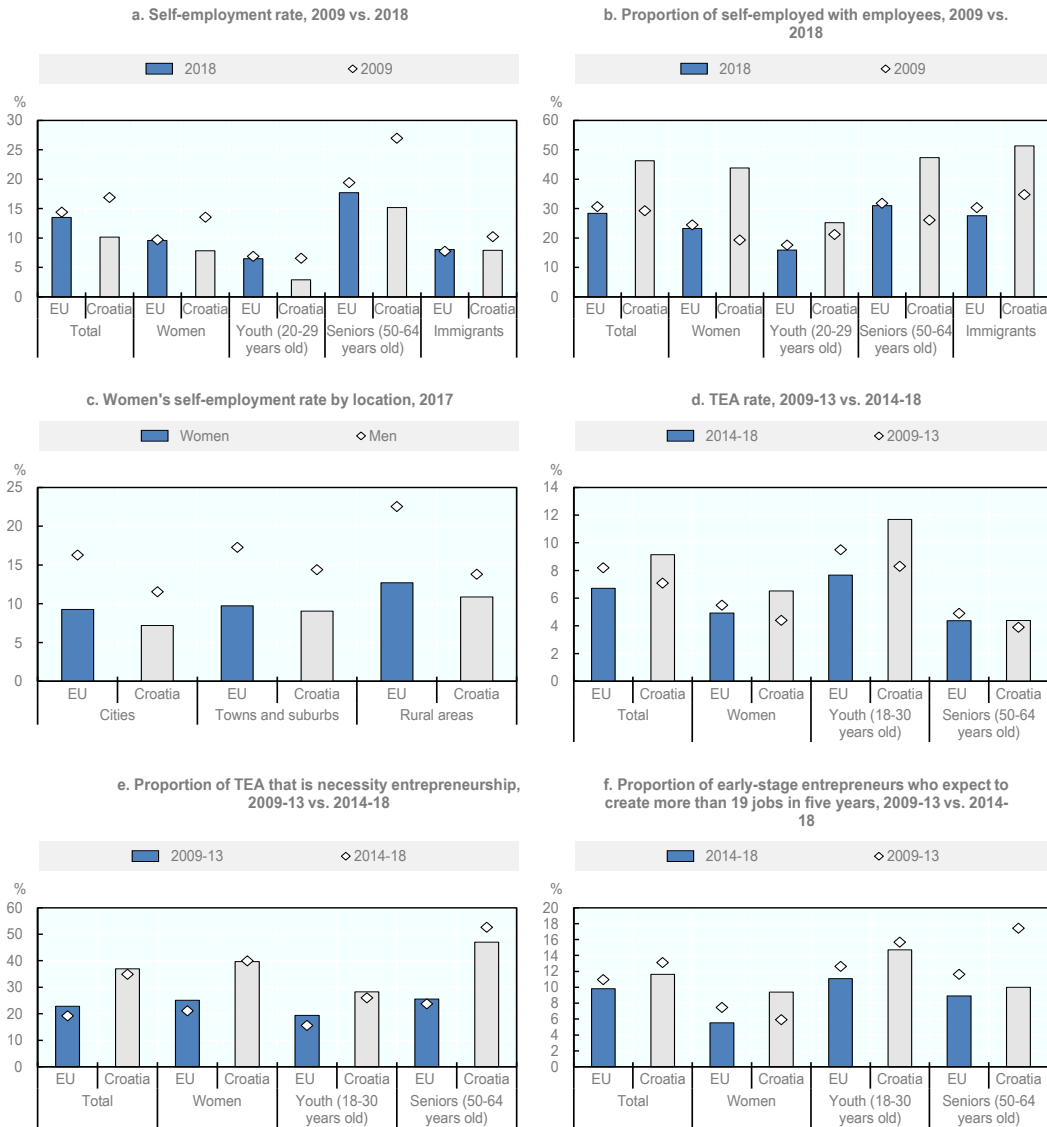 a. Self-employment rate, 2009 vs. 2018
2018
2009
%
30
25
20
15
10
5
0
EU Croatia EU Croatia EU Croatia EU Croatia EU Croatia
Total Women Youth (20-29 Seniors (50-64 Immigrants
years old) years old)
b. Proportion of self-employed with employees, 2009 vs.
2018
2018
2009
%
60
50
40
30
20
10
0
EU Croatia EU Croatia EU Croatia EU Croatia EU Croatia
Total Women Youth (20-29 Seniors (50-64 Immigrants
years old) years old)
c. Women's self-employment rate by location, 2017
Women
Men
%
25
20
15
10
5
0
EU Croatia EU Croatia EU Croatia
Cities Towns and suburbs Rural areas
d. TEA rate, 2009-13 vs. 2014-18
2014-18
2009-13
%
14
12
10
8
6
4
2
0
EU Croatia EU Croatia EU Croatia EU Croatia
Total Women Youth (18-30 Seniors (50-64
years old) years old)
e. Proportion of TEA that is necessity entrepreneurship,
2009-13 vs. 2014-18
2009-13
2014-18
%
60
50
40
30
20
10
0
EU Croatia EU Croatia EU Croatia EU Croatia
Total Women Youth (18-30 Seniors (50-64
years old) years old)
f. Proportion of early-stage entrepreneurs who expect to
create more than 19 jobs in five years, 2009-13 vs. 2014-
18
2014-18
2009-13
%
20
18
16
14
12
10
8
6
4
2
0
EU Croatia EU Croatia EU Croatia EU Croatia
Total Women Youth (18-30 Seniors (50-64
years old) years old)